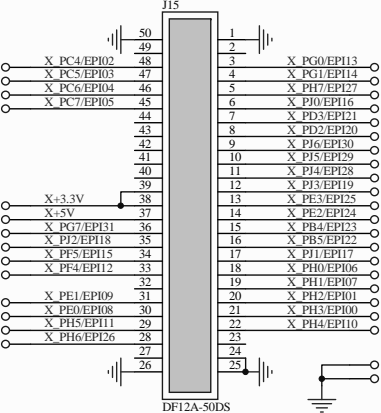 J15
50 1
49 2
X_PC4/EPI02 48 3 X_PG0/EPI13
X_PC5/EPI03 47 4 X_PG1/EPI14
X_PC6/EPI04 46 5 X_PH7/EPI27
X_PC7/EPI05 45 6 X_PJ0/EPI16
44 7 X_PD3/EPI21
43 8 X_PD2/EPI20
42 9 X_PJ6/EPI30
41 10 X_PJ5/EPI29
40 11 X_PJ4/EPI28
39 12 X_PJ3/EPI19
X+3.3V 38 13 X_PE3/EPI25
X+5V 37 14 X_PE2/EPI24
X_PG7/EPI31 36 15 X_PB4/EPI23
X_PJ2/EPI18 35 16 X_PB5/EPI22
X_PF5/EPI15 34 17 X_PJ1/EPI17
X_PF4/EPI12 33 18 X_PH0/EPI06
32 19 X_PH1/EPI07
X_PE1/EPI09 31 20 X_PH2/EPI01
X_PE0/EPI08 30 21 X_PH3/EPI00
X_PH5/EPI11 29 22 X_PH4/EPI10
X_PH6/EPI26 28 23
27 24
26 25
DF12A-50DS